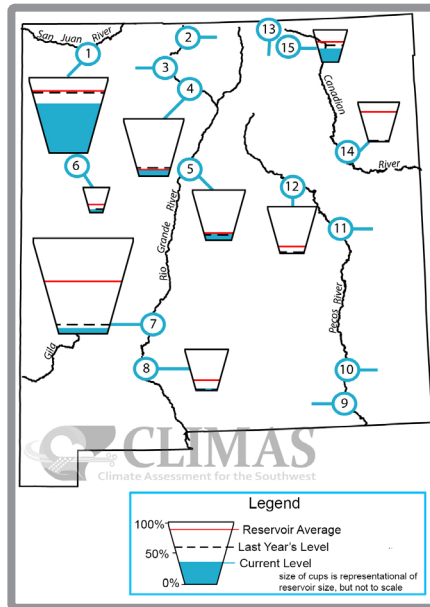 San Juan River
1
2
3
4
5
6
7
8
9
10
11
12
13
14
15
Canadian
River
Rio Grande River
Pecos River
Gila
CLIMAS
Climate Assessment for the Southwest
Legend
100%
50%
0%
Reservoir Average
Last Year's Level
Current Level
size of cups is representational of
reservoir size, but not to scale